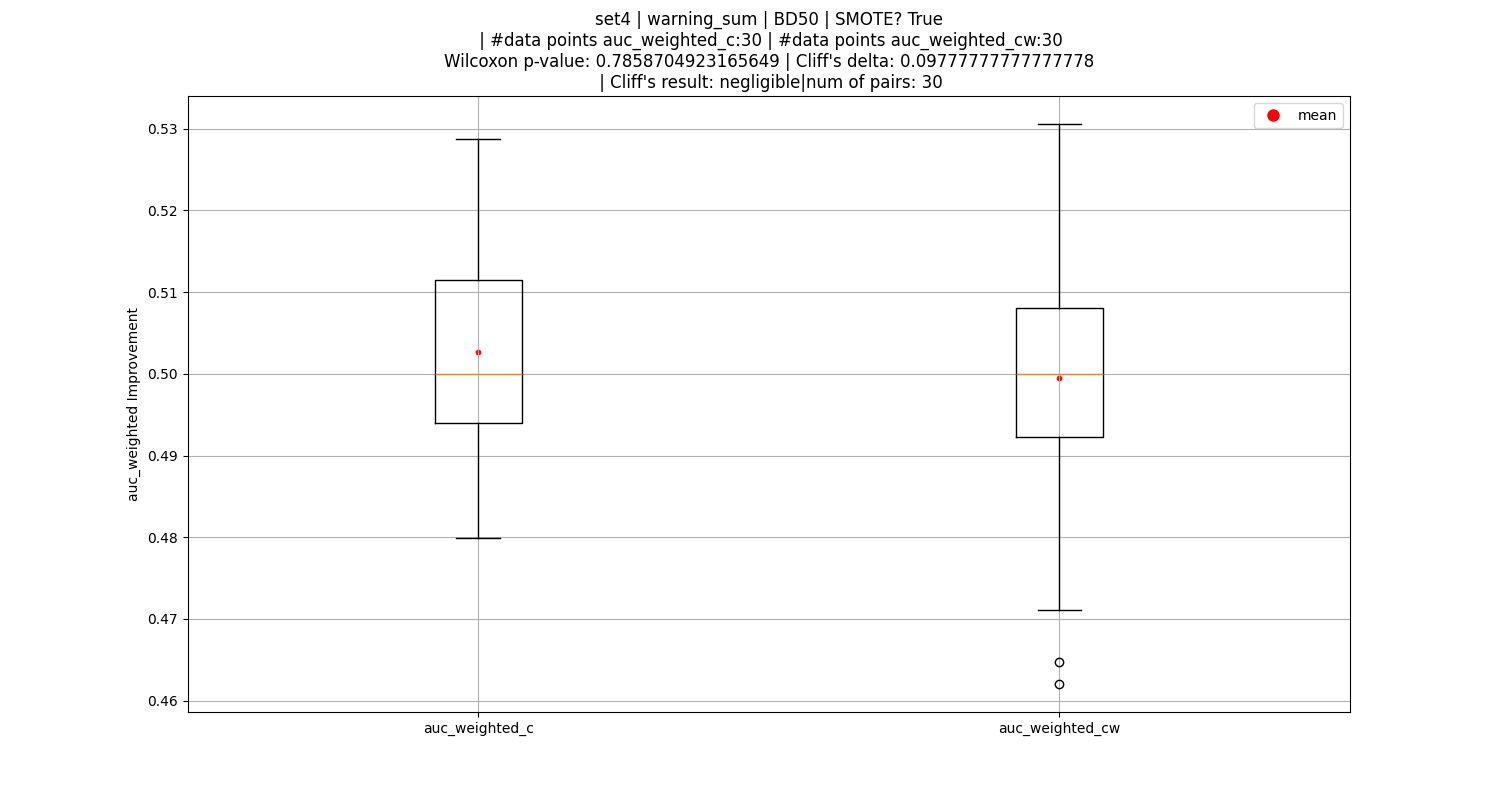 set4 | warning_sum | BD50 | SMOTE? True
| #data points auc_weighted_c:30 | #data points auc_weighted_cw:30
Wilcoxon p-value: 0.7858704923165649 | Cliff's delta: 0.09777777777777778
| Cliff's result: negligible|num of pairs: 30
mean
auc_weighted Improvement
0.53
0.52
0.51
0.50
0.49
0.48
0.47
0.46
auc_weighted_c
auc_weighted_cw